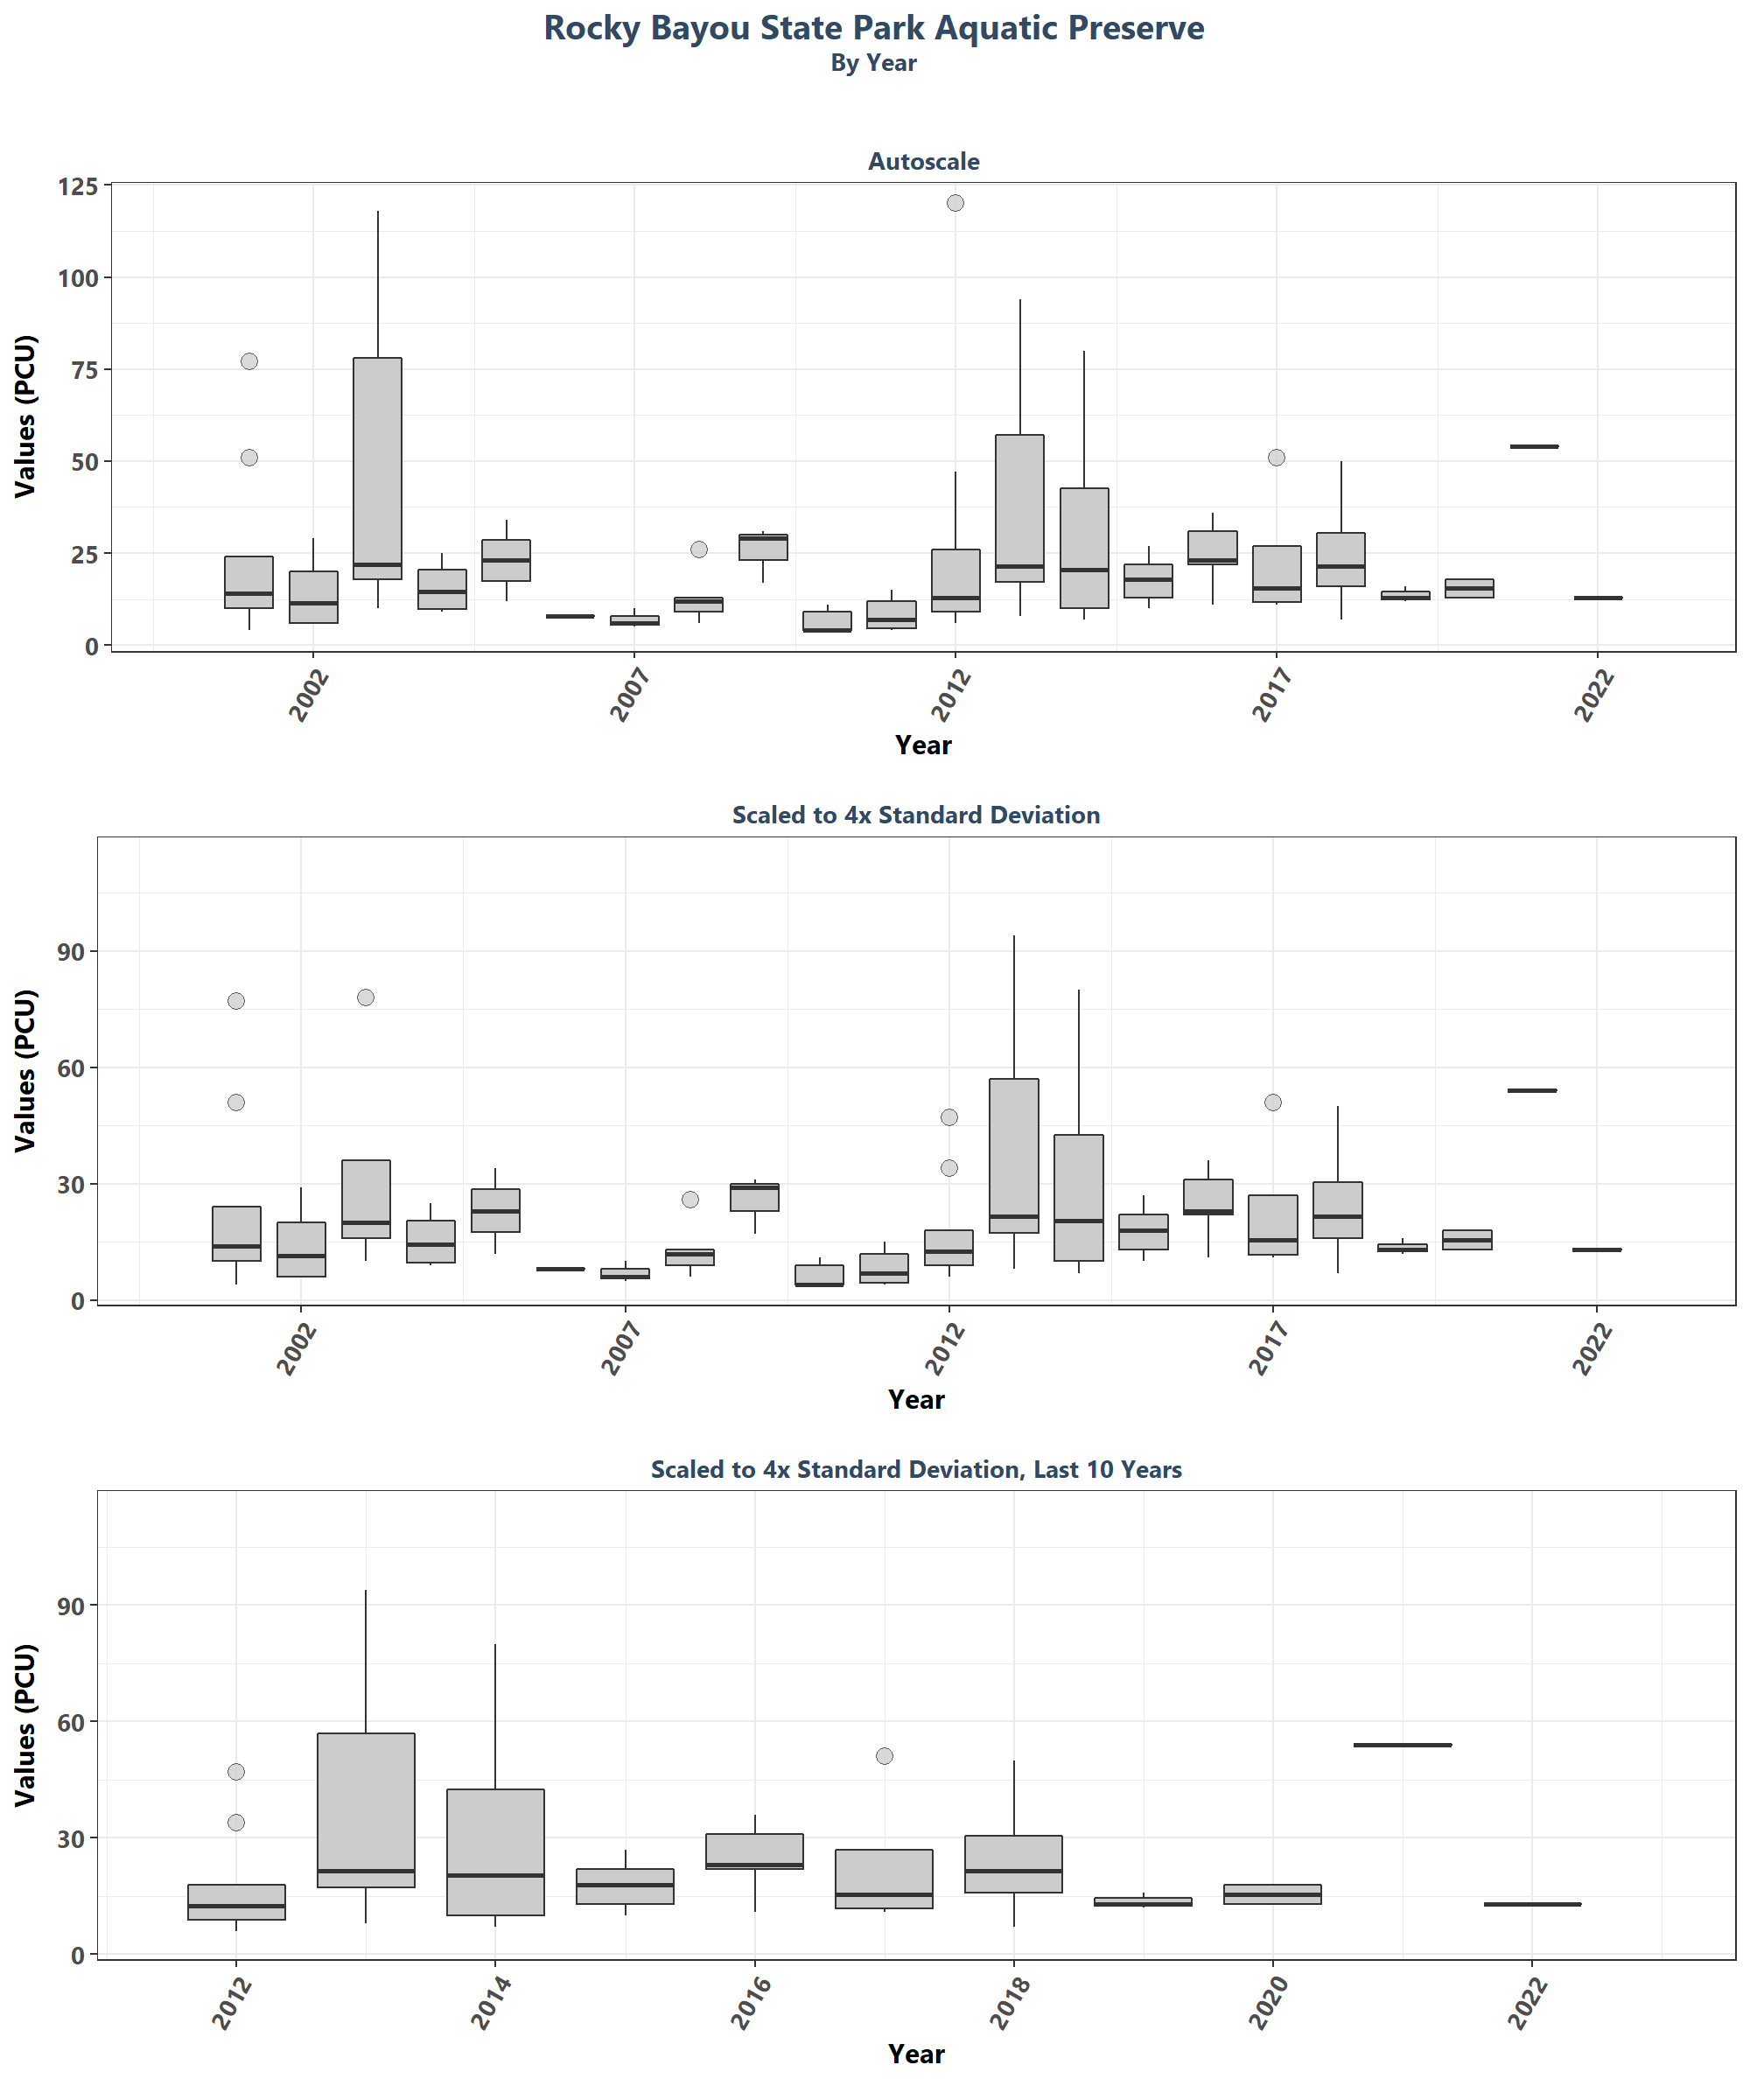 Rocky Bayou State Park Aquatic Preserve
By Year
Autoscale
Values (PCU)
125
100
75
50
25
0
2002
2007
2012
2017
2022
Year
Scaled to 4x Standard Deviation
Values (PCU)
90
60
30
0
2002
2007
2012
2017
2022
Year
Scaled to 4x Standard Deviation, Last 10 Years
Values (PCU)
90
60
30
0
2012
2014
2016
2018
2020
2022
Year